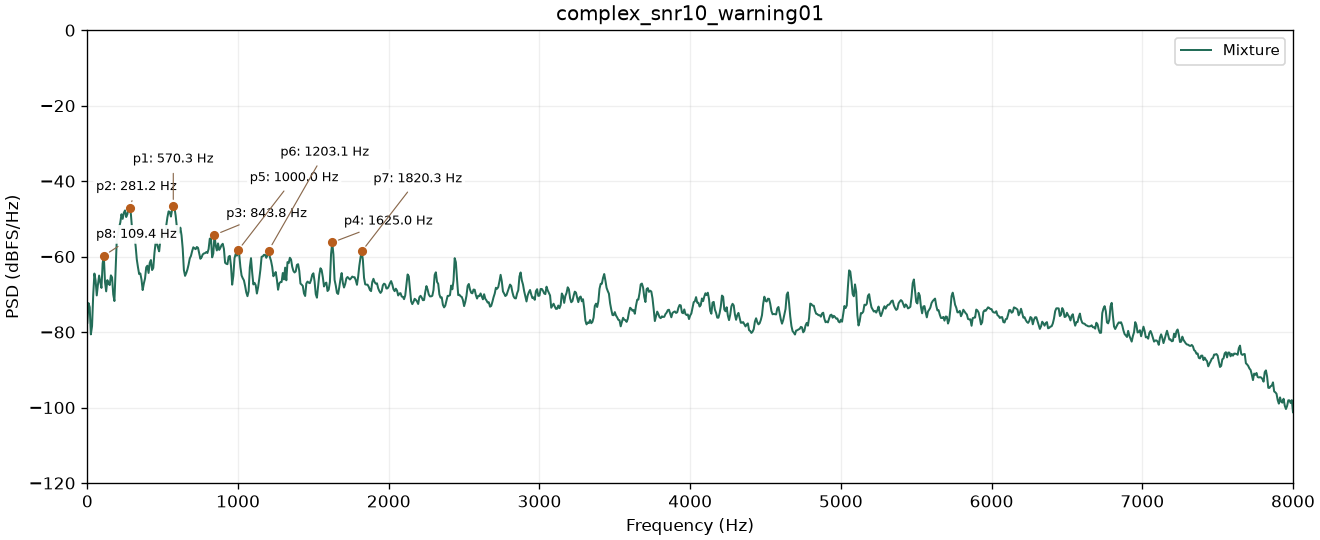 complex_snr10_warning01
Mixture
p6: 1203.1 Hz
p1: 570.3 Hz
p5: 1000.0 Hz
p7: 1820.3 Hz
p2: 281.2 Hz
p3: 843.8 Hz
p4: 1625.0 Hz
p8: 109.4 Hz
PSD (dBFS/Hz)
0
−20
−40
−60
−80
−100
−120
0 1000 2000 3000 4000 5000 6000 7000 8000
Frequency (Hz)